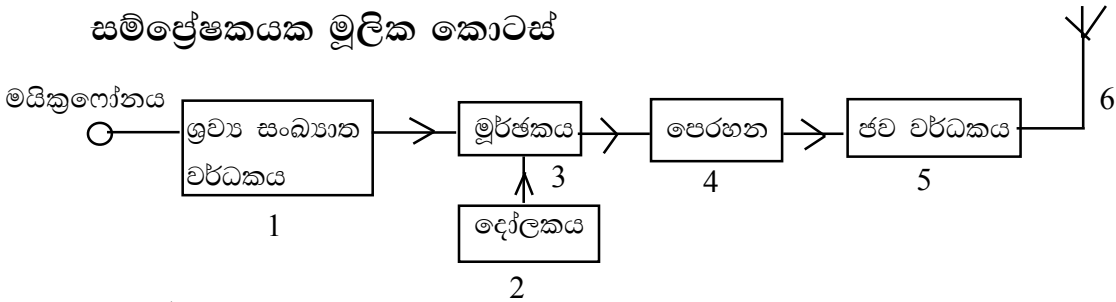 සම්ප්‍රේෂකයක මූලික කොටස්
මයික්‍රෆෝනය
ශ්‍රව්‍ය සංඛ්‍යාත
වර්ධකය
1
මූර්ඡකය
3
දෝලකය
2
පෙරහන
4
ජව වර්ධකය
5
6